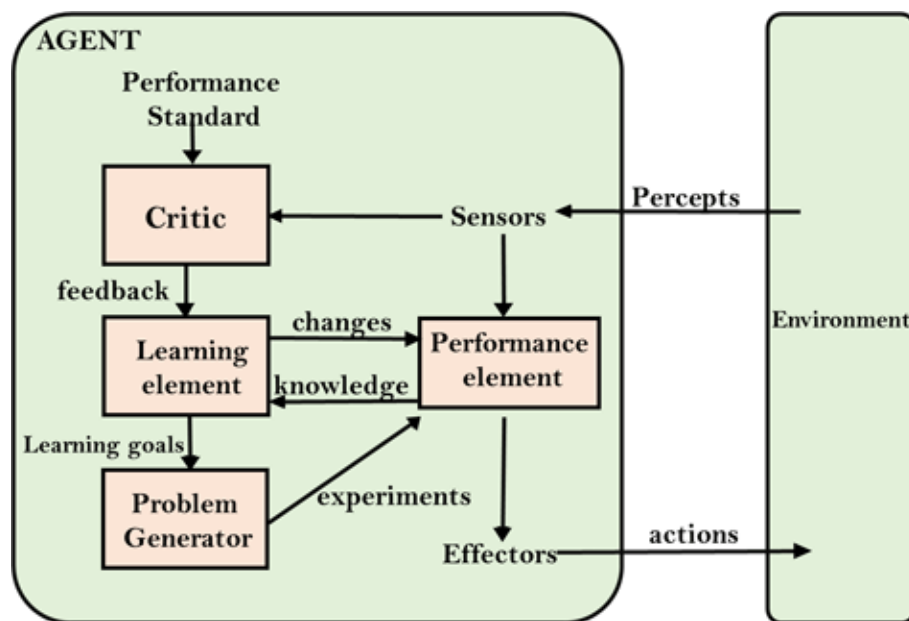 AGENT
Performance
Standard
Critic
Sensors
Percepts
feedback
changes
Environment
Learning
element
Performance
element
knowledge
Learning goals
Problem
Generator
experiments
Effectors
actions